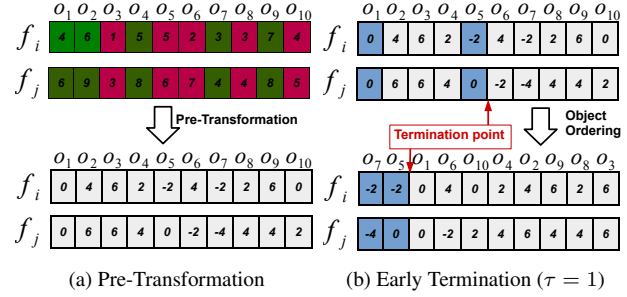 o1 o2 o3 o4 o5 o6 o7 o8 o9 o10
fi 4 6 1 5 5 2 3 3 7 4
fj 6 9 3 8 6 7 4 4 8 5
Pre-Transformation
o1 o2 o3 o4 o5 o6 o7 o8 o9 o10
fi 0 4 6 2 -2 4 -2 2 6 0
fj 0 6 6 4 0 -2 -4 4 4 2
(a) Pre-Transformation
o1 o2 o3 o4 o5 o6 o7 o8 o9 o10
fi 0 4 6 2 -2 4 -2 2 6 0
fj 0 6 6 4 0 -2 -4 4 4 2
Termination point
Object
Ordering
o7 o5 o1 o6 o10 o4 o2 o9 o8 o3
fi -2 -2 0 4 0 2 4 6 2 6
fj -4 0 0 -2 2 4 6 4 4 6
(b) Early Termination (τ = 1)